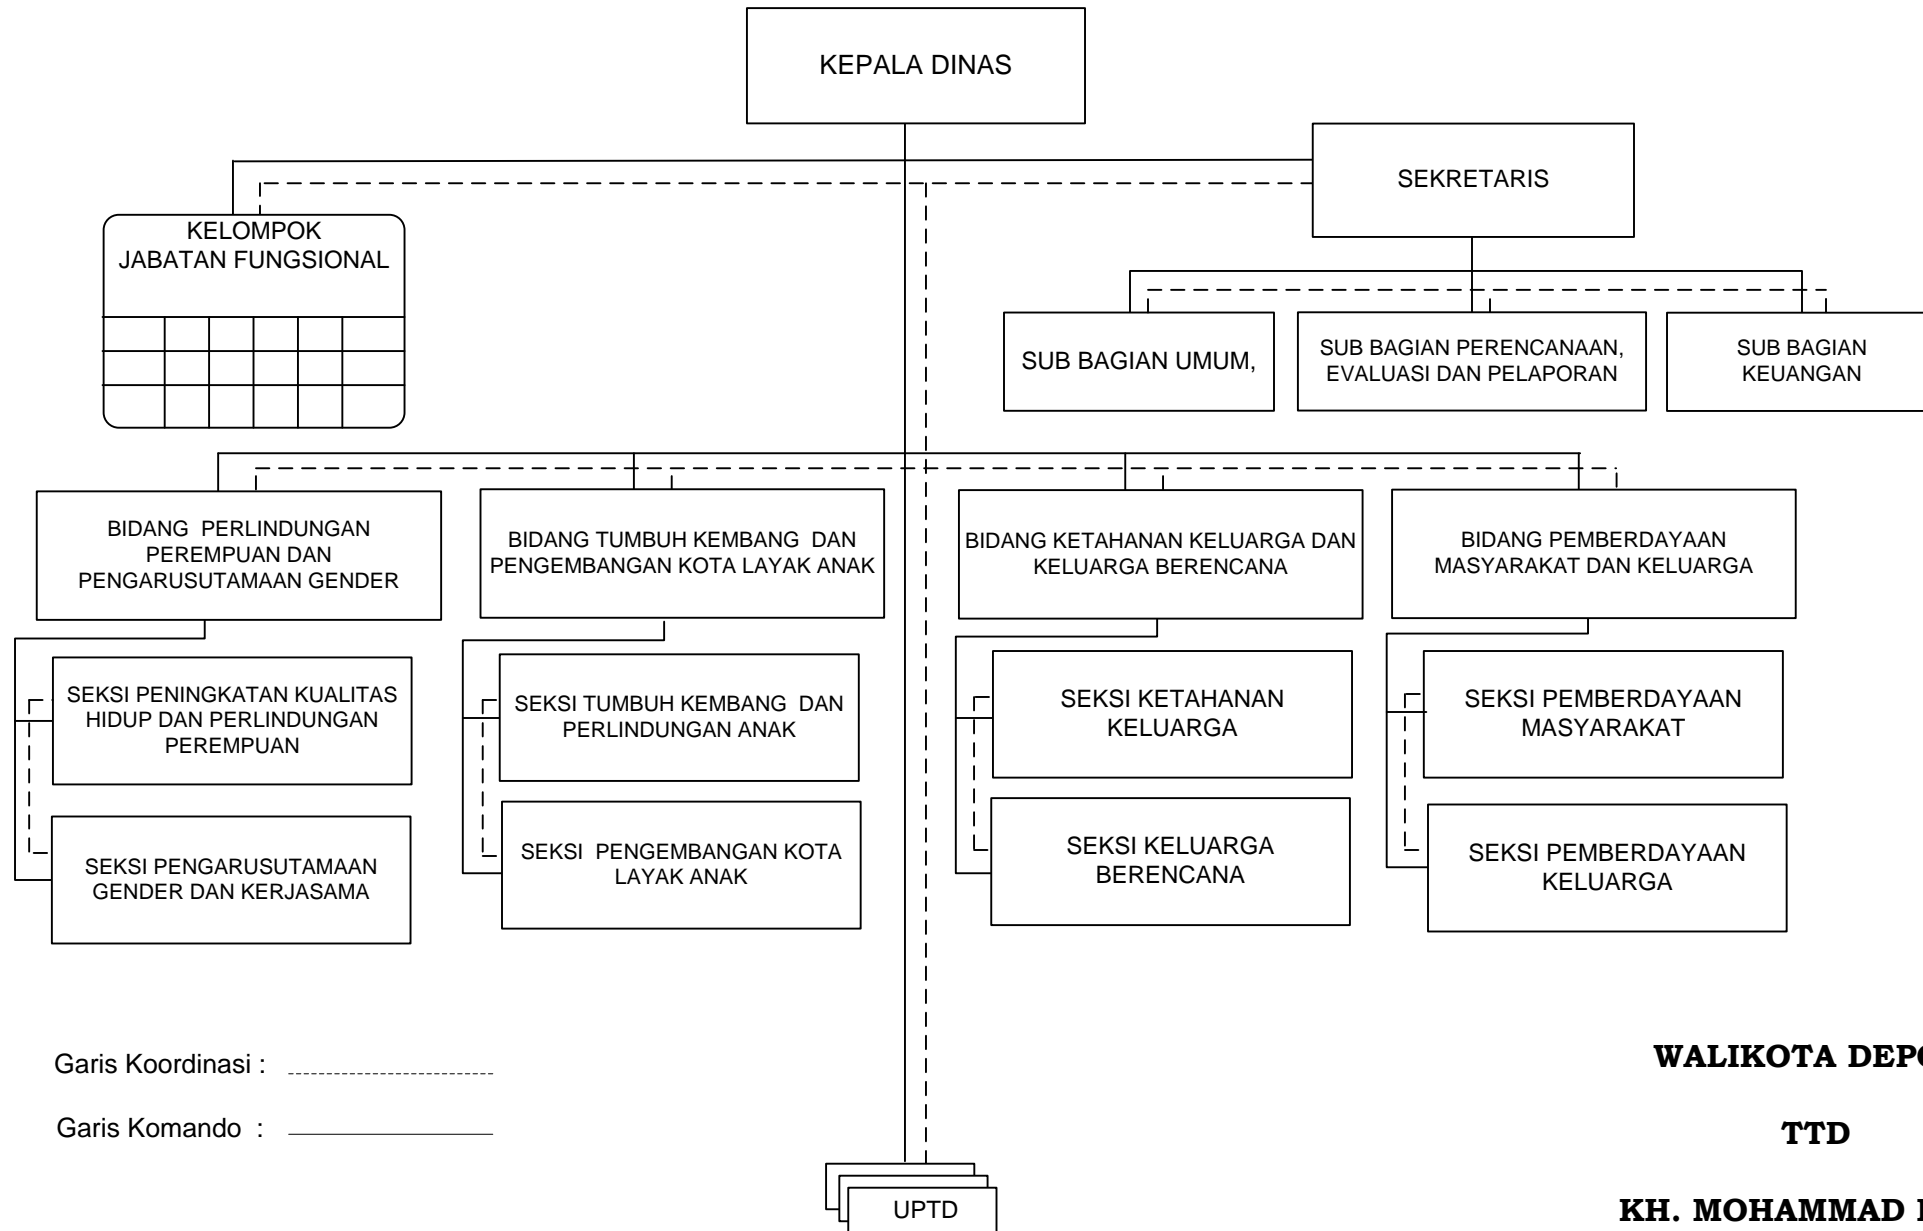 KEPALA DINAS
SEKRETARIS
KELOMPOK
JABATAN FUNGSIONAL
SUB BAGIAN UMUM,
SUB BAGIAN PERENCANAAN,
EVALUASI DAN PELAPORAN
SUB BAGIAN
KEUANGAN
BIDANG PERLINDUNGAN
PEREMPUAN DAN
PENGARUSUTAMAAN GENDER
BIDANG TUMBUH KEMBANG DAN
PENGEMBANGAN KOTA LAYAK ANAK
BIDANG KETAHANAN KELUARGA DAN
KELUARGA BERENCANA
BIDANG PEMBERDAYAAN
MASYARAKAT DAN KELUARGA
SEKSI PENINGKATAN KUALITAS
HIDUP DAN PERLINDUNGAN
PEREMPUAN
SEKSI TUMBUH KEMBANG DAN
PERLINDUNGAN ANAK
SEKSI KETAHANAN
KELUARGA
SEKSI PEMBERDAYAAN
MASYARAKAT
SEKSI PENGARUSUTAMAAN
GENDER DAN KERJASAMA
SEKSI PENGEMBANGAN KOTA
LAYAK ANAK
SEKSI KELUARGA
BERENCANA
SEKSI PEMBERDAYAAN
KELUARGA
Garis Koordinasi :
Garis Komando :
WALIKOTA
TTD
KH. MOHAMMAD
UPTD